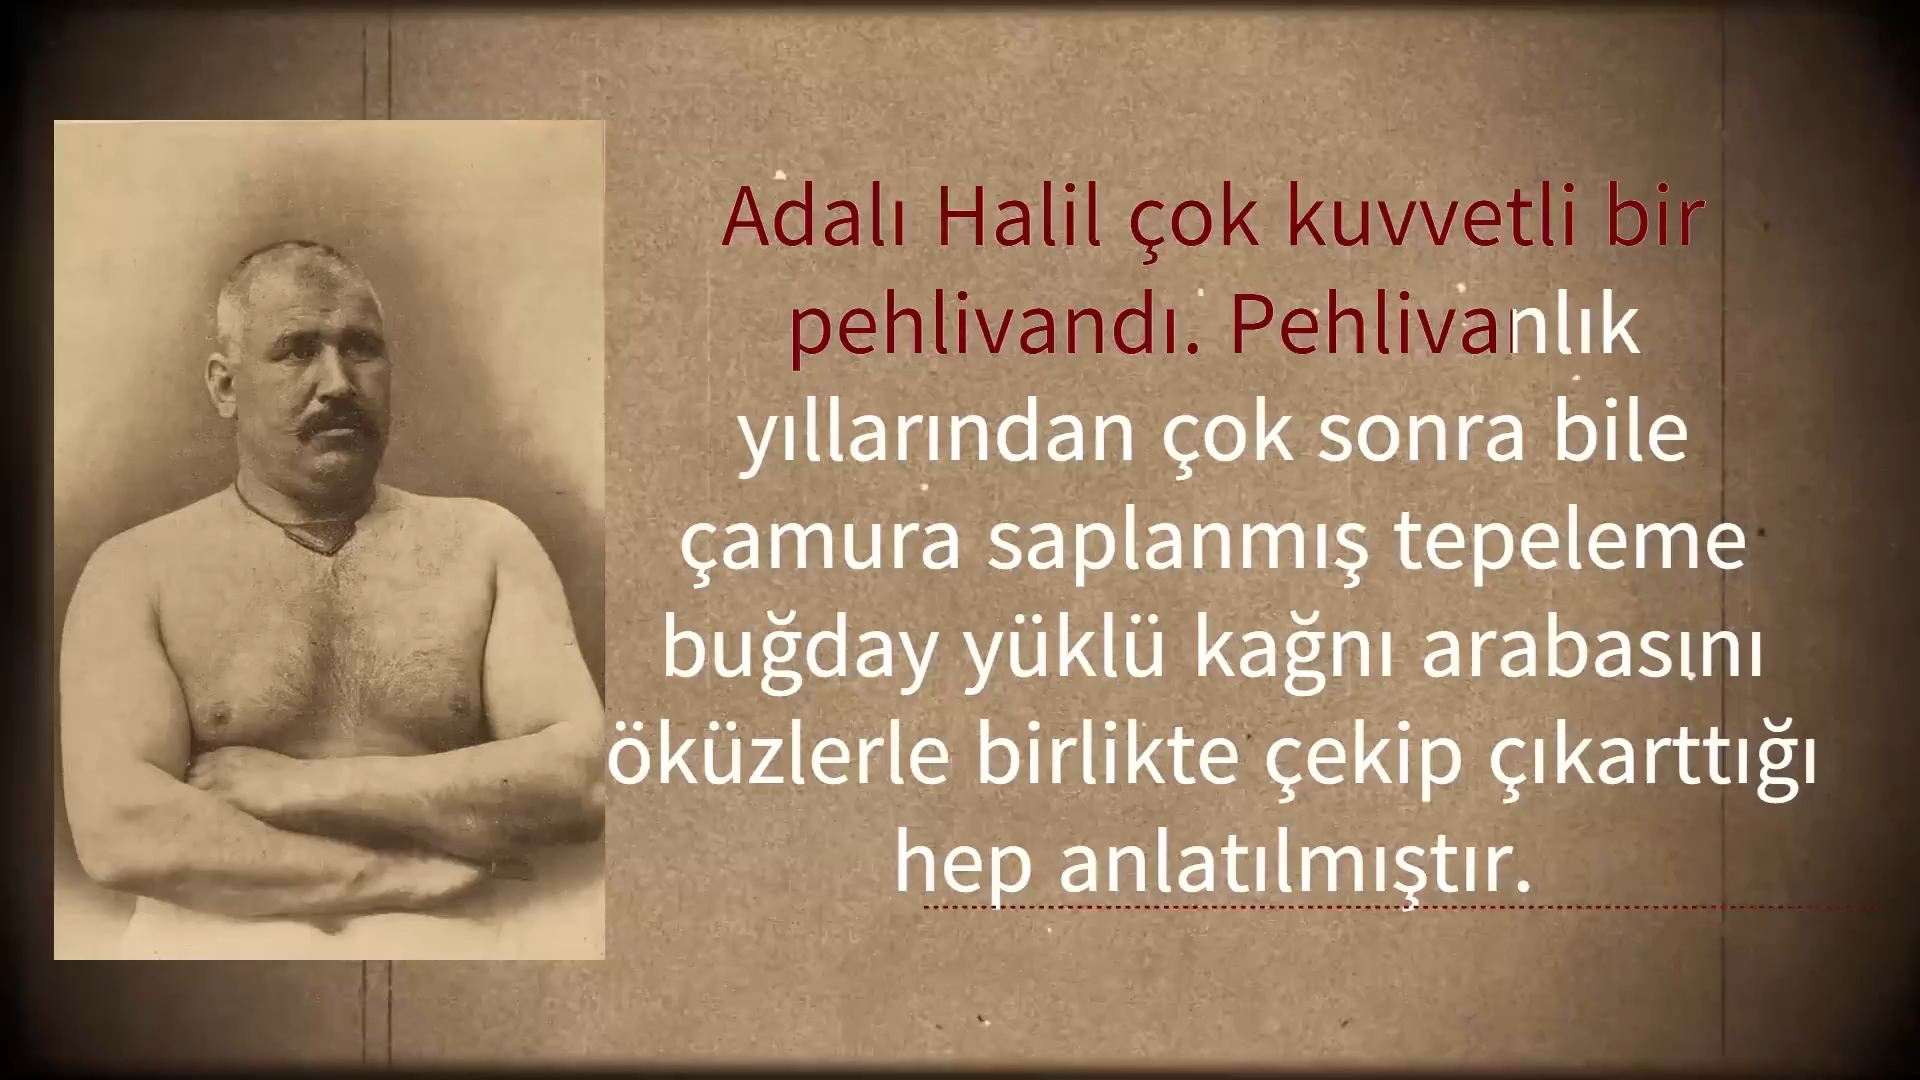 Adalı Halil çok kuvvetli bir
pehlivandı. Pehlivanlık
yıllarından çok sonra bile
çamura saplanmış tepeleme
buğday yüklü kağnı arabasını
öküzlerle birlikte çekip çıkarttığı
hep anlatılmıştır.